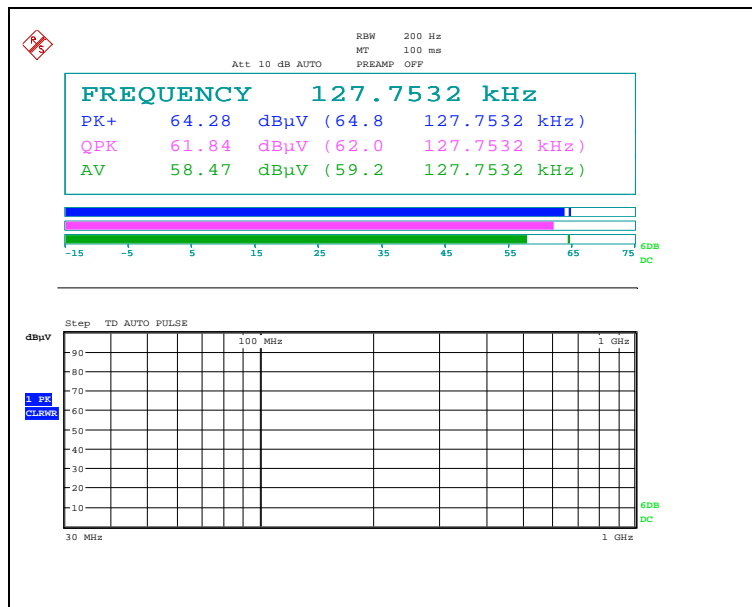 R S
RBW 200 Hz
MT 100 ms
Att 10 dB AUTO PREAMP OFF
FREQUENCY 127.7532 kHz
PK+ 64.28 dBµV (64.8 127.7532 kHz)
QPK 61.84 dBµV (62.0 127.7532 kHz)
AV 58.47 dBµV (59.2 127.7532 kHz)
-15 -5 5 15 25 35 45 55 65 75
6DB
DC
Step TD AUTO PULSE
dBµV
100 MHz 1 GHz
90
80
70
1 PK
60
CLRWR
50
40
30
20
10
6DB
DC
30 MHz 1 GHz